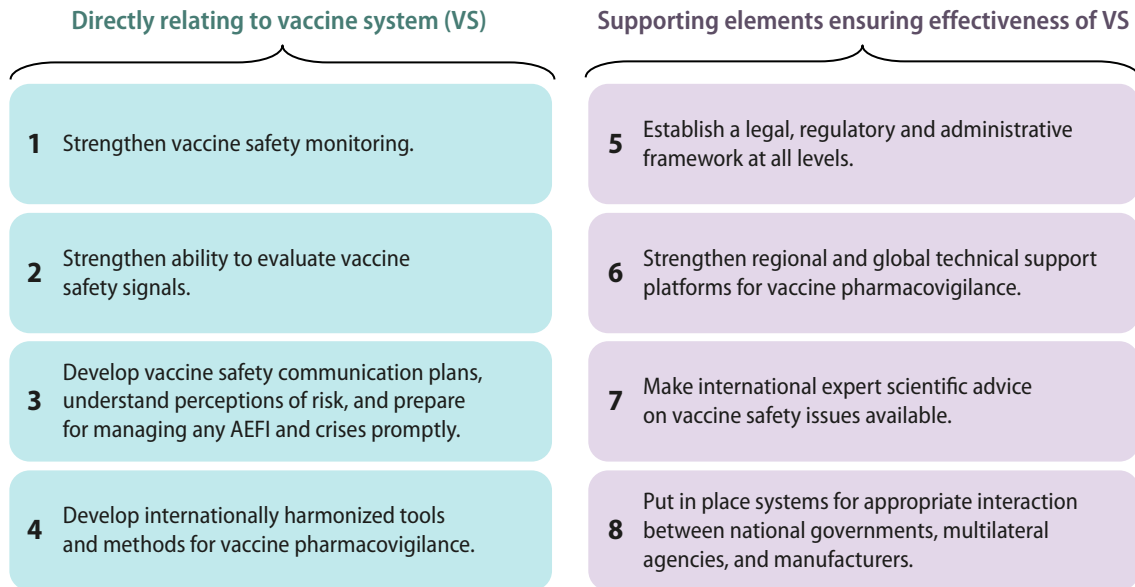 Directly relating to vaccine system (VS)
1 Strengthen vaccine safety monitoring.
2 Strengthen ability to evaluate vaccine
safety signals.
3 Develop vaccine safety communication plans,
understand perceptions of risk, and prepare
for managing any AEFI and crises promptly.
4 Develop internationally harmonized tools
and methods for vaccine pharmacovigilance.
Supporting elements ensuring effectiveness of VS
5 Establish a legal, regulatory and administrative
framework at all levels.
6 Strengthen regional and global technical support
platforms for vaccine pharmacovigilance.
7 Make international expert scientific advice
on vaccine safety issues available.
8 Put in place systems for appropriate interaction
between national governments, multilateral
agencies, and manufacturers.